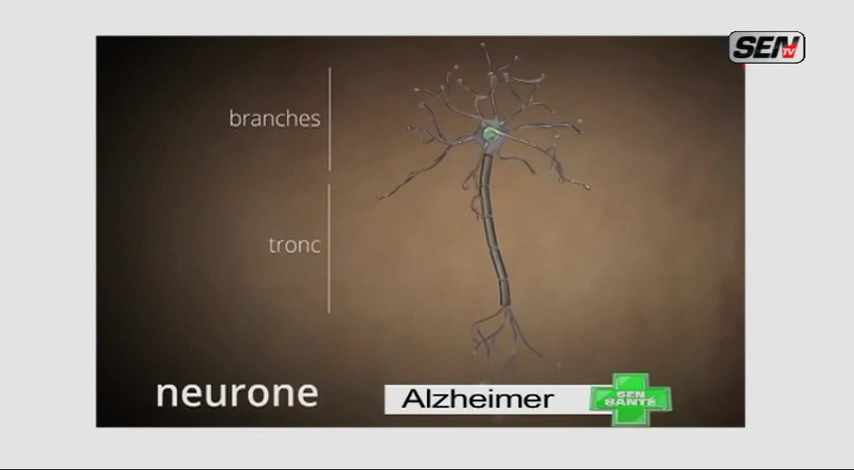 SEN
TV
branches
tronc
neurone
Alzheimer
SEN
SANTÉ